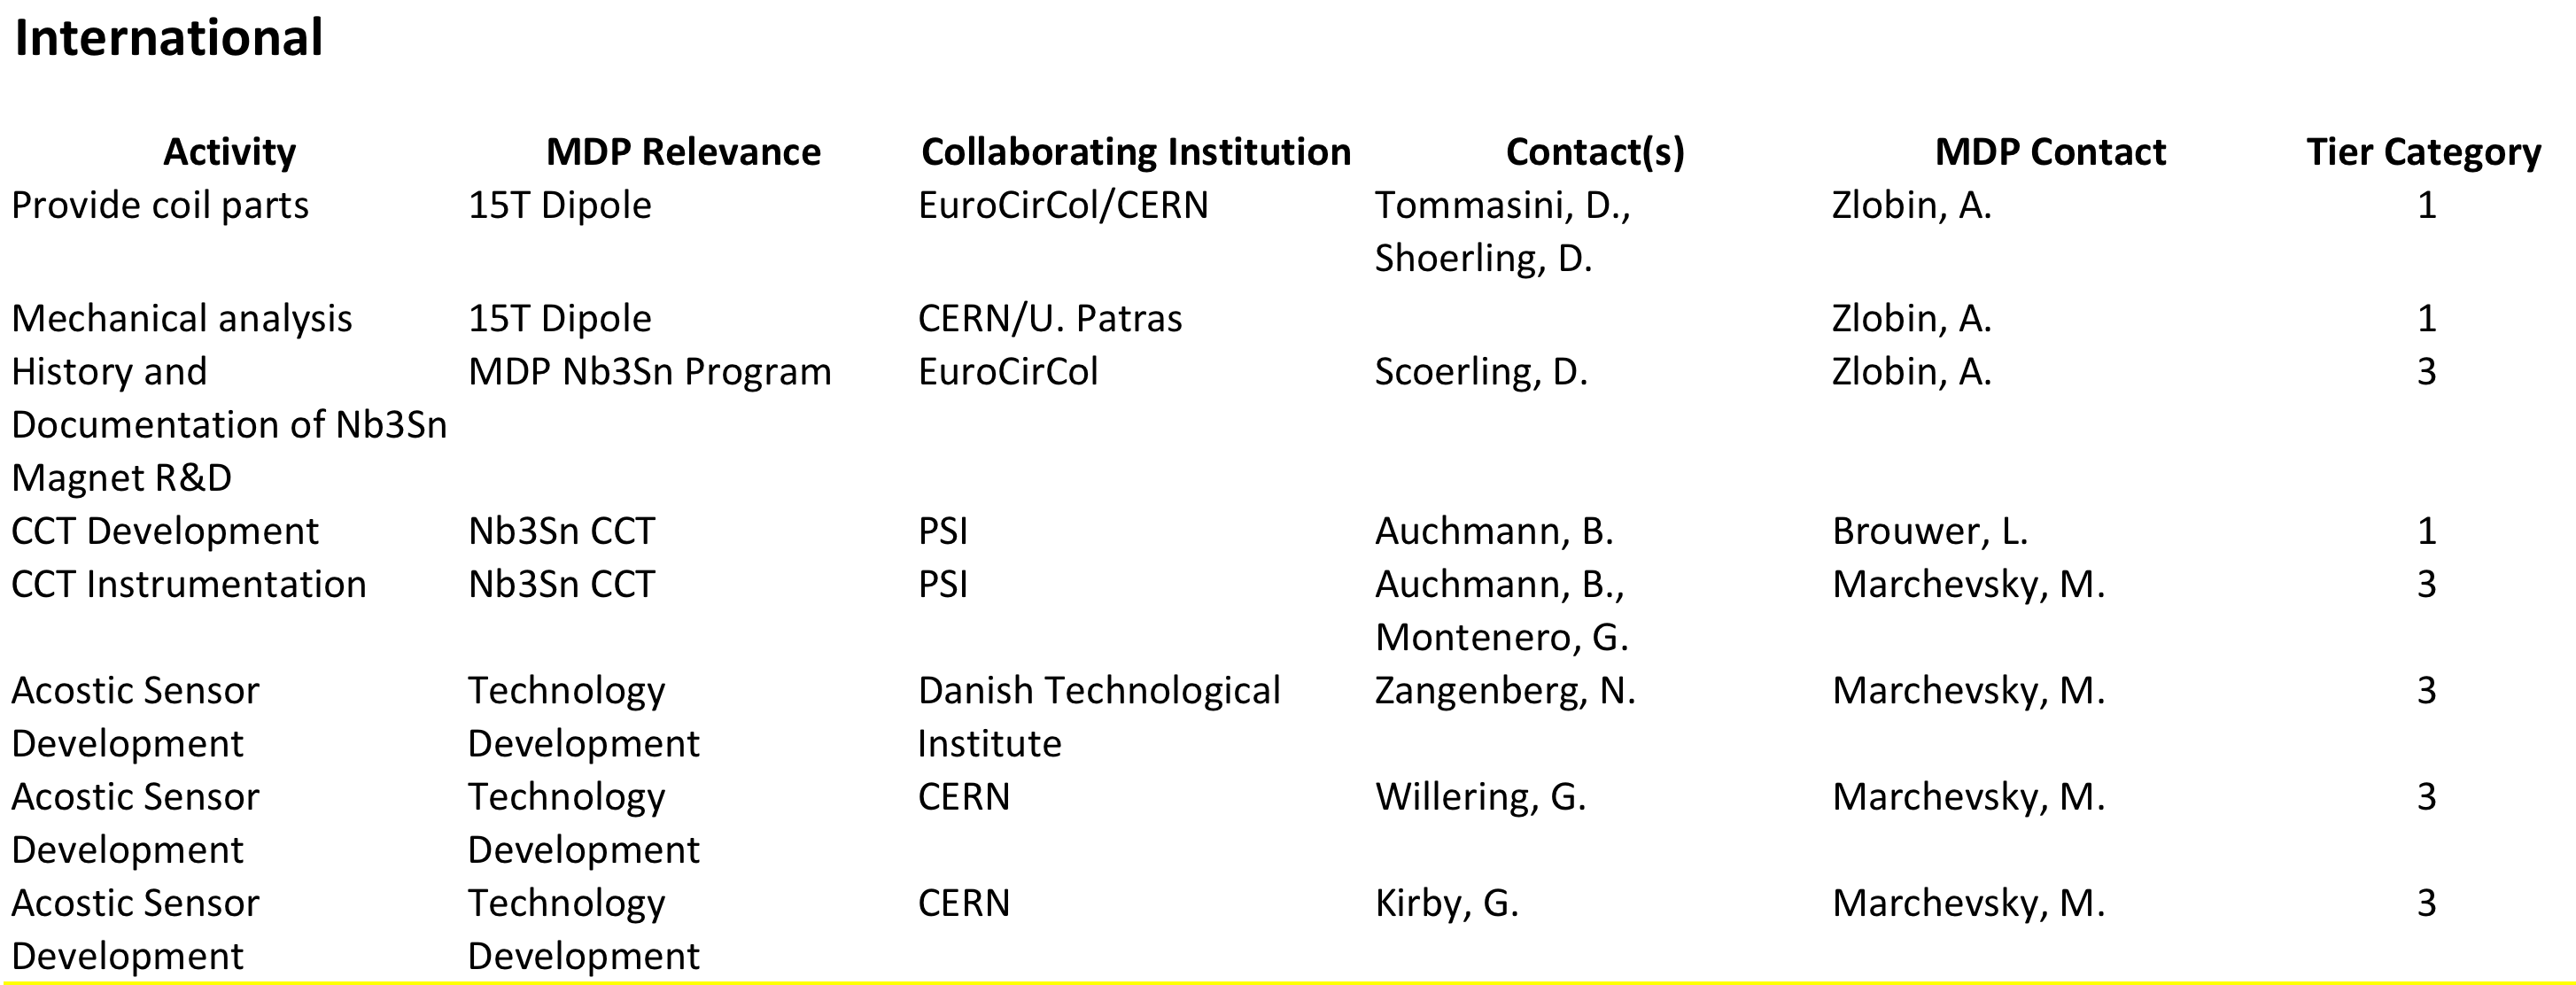 International
Activity MDP Relevance Collaborating Institution Contact(s) MDP Contact Tier Category
Provide coil parts 15T Dipole EuroCirCol/CERN Tommasini, D., Zlobin, A. 1
Shoerling, D.
Mechanical analysis 15T Dipole CERN/U. Patras Zlobin, A. 1
History and MDP Nb3Sn Program EuroCirCol Scoerling, D. Zlobin, A. 3
Documentation of Nb3Sn
Magnet R&D
CCT Development Nb3Sn CCT PSI Auchmann, B. Brouwer, L. 1
CCT Instrumentation Nb3Sn CCT PSI Auchmann, B., Marchevsky, M. 3
Montenero, G.
Acostic Sensor Technology Danish Technological Zangenberg, N. Marchevsky, M. 3
Development Development Institute
Acostic Sensor Technology CERN Willering, G. Marchevsky, M. 3
Development Development
Acostic Sensor Technology CERN Kirby, G. Marchevsky, M. 3
Development Development